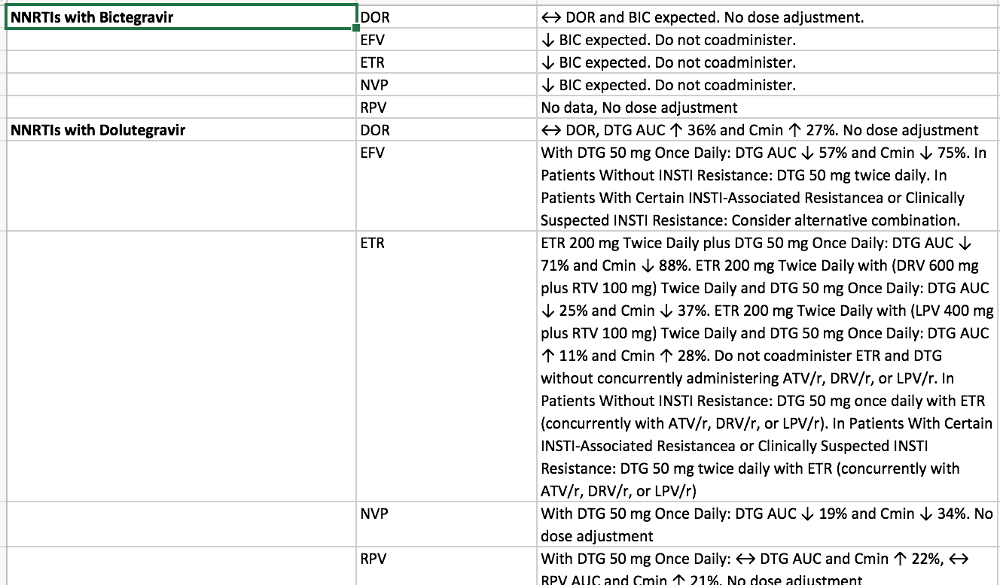 NNRTIs with Bictegravir DOR ↔ DOR and BIC expected. No dose adjustment.
EFV ↓ BIC expected. Do not coadminister.
ETR ↓ BIC expected. Do not coadminister.
NVP ↓ BIC expected. Do not coadminister.
RPV No data, No dose adjustment
NNRTIs with Dolutegravir DOR ↔ DOR, DTG AUC ↑ 36% and Cmin ↑ 27%. No dose adjustment
EFV With DTG 50 mg Once Daily: DTG AUC ↓ 57% and Cmin ↓ 75%. In
Patients Without INSTI Resistance: DTG 50 mg twice daily. In
Patients With Certain INSTI-Associated Resistancea or Clinically
Suspected INSTI Resistance: Consider alternative combination.
ETR ETR 200 mg Twice Daily plus DTG 50 mg Once Daily: DTG AUC ↓
71% and Cmin ↓ 88%. ETR 200 mg Twice Daily with (DRV 600 mg
plus RTV 100 mg) Twice Daily and DTG 50 mg Once Daily: DTG AUC
↓ 25% and Cmin ↓ 37%. ETR 200 mg Twice Daily with (LPV 400 mg
plus RTV 100 mg) Twice Daily and DTG 50 mg Once Daily: DTG AUC
↑ 11% and Cmin ↑ 28%. Do not coadminister ETR and DTG
without concurrently administering ATV/r, DRV/r, or LPV/r. In
Patients Without INSTI Resistance: DTG 50 mg once daily with ETR
(concurrently with ATV/r, DRV/r, or LPV/r). In Patients With Certain
INSTI-Associated Resistancea or Clinically Suspected INSTI
Resistance: DTG 50 mg twice daily with ETR (concurrently with
ATV/r, DRV/r, or LPV/r)
NVP With DTG 50 mg Once Daily: DTG AUC ↓ 19% and Cmin ↓ 34%. No
dose adjustment
RPV With DTG 50 mg Once Daily: ↔ DTG AUC and Cmin ↑ 22%, ↔
RPV AUC and Cmin ↑ 21%. No dose adjustment